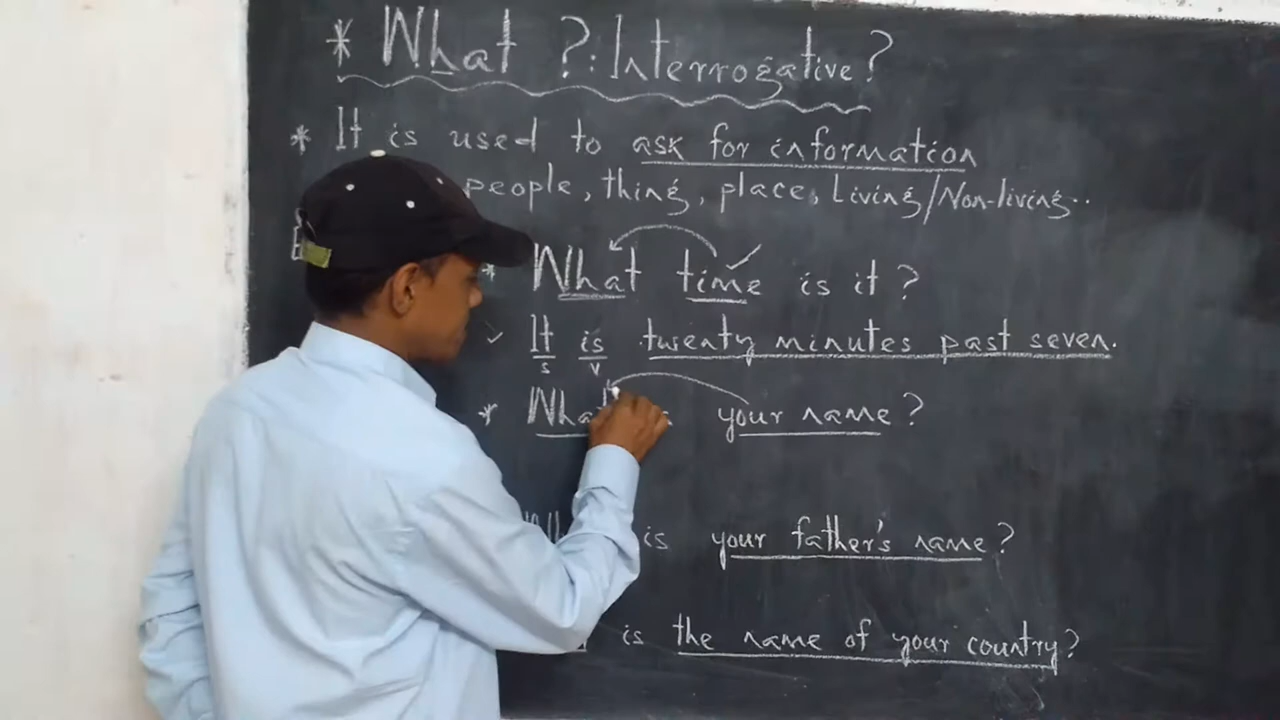 * What ?: Interrogative?
* It is used to ask for information
people, thing, place, Living/Non-living..
* What time is it?
✓ It is twenty minutes past seven.
s v
* What your name?
is your father's name?
is the name of your country?